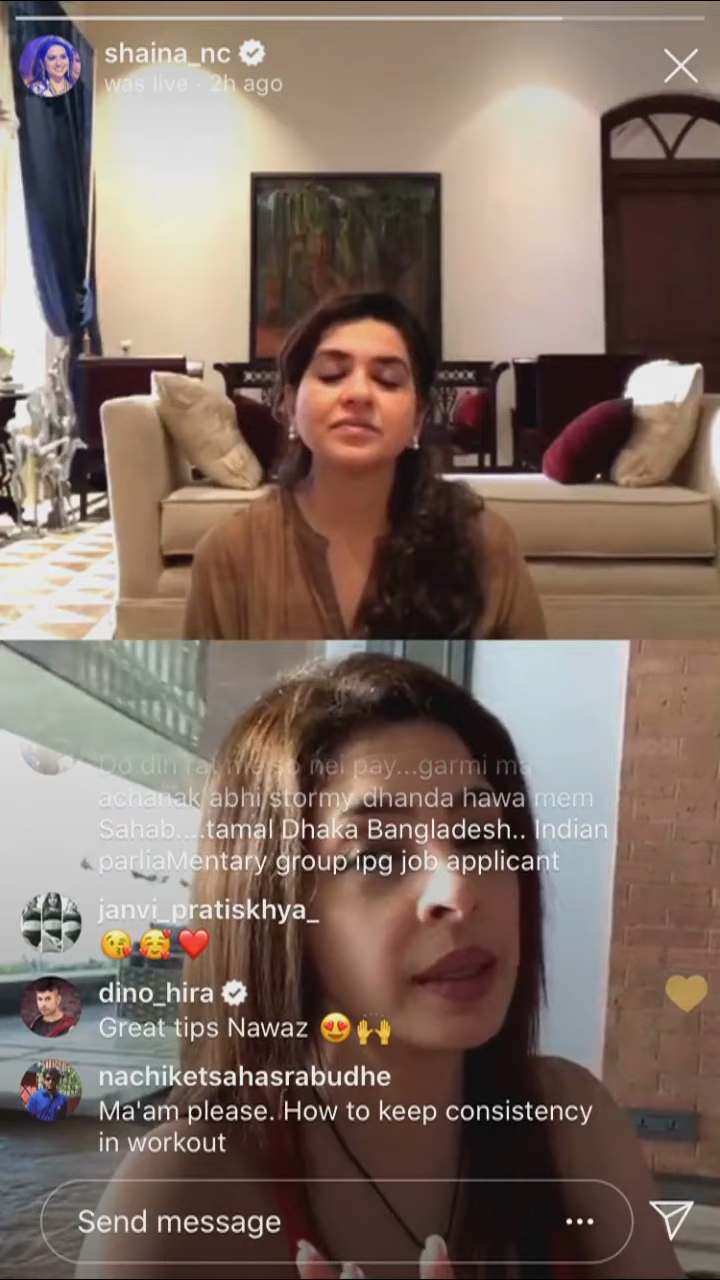 shaina_nc
was live · 2h ago
Do din rat me so nei pay...garmi ma
achanak abhi stormy dhanda hawa mem
Sahab....tamal Dhaka Bangladesh.. Indian
parliaMentary group ipg job applicant
janvi_pratiskhya_
😘🥰❤️
dino_hira
Great tips Nawaz 😍🙌
nachiketsahasrabudhe
Ma'am please. How to keep consistency
in workout
Send message